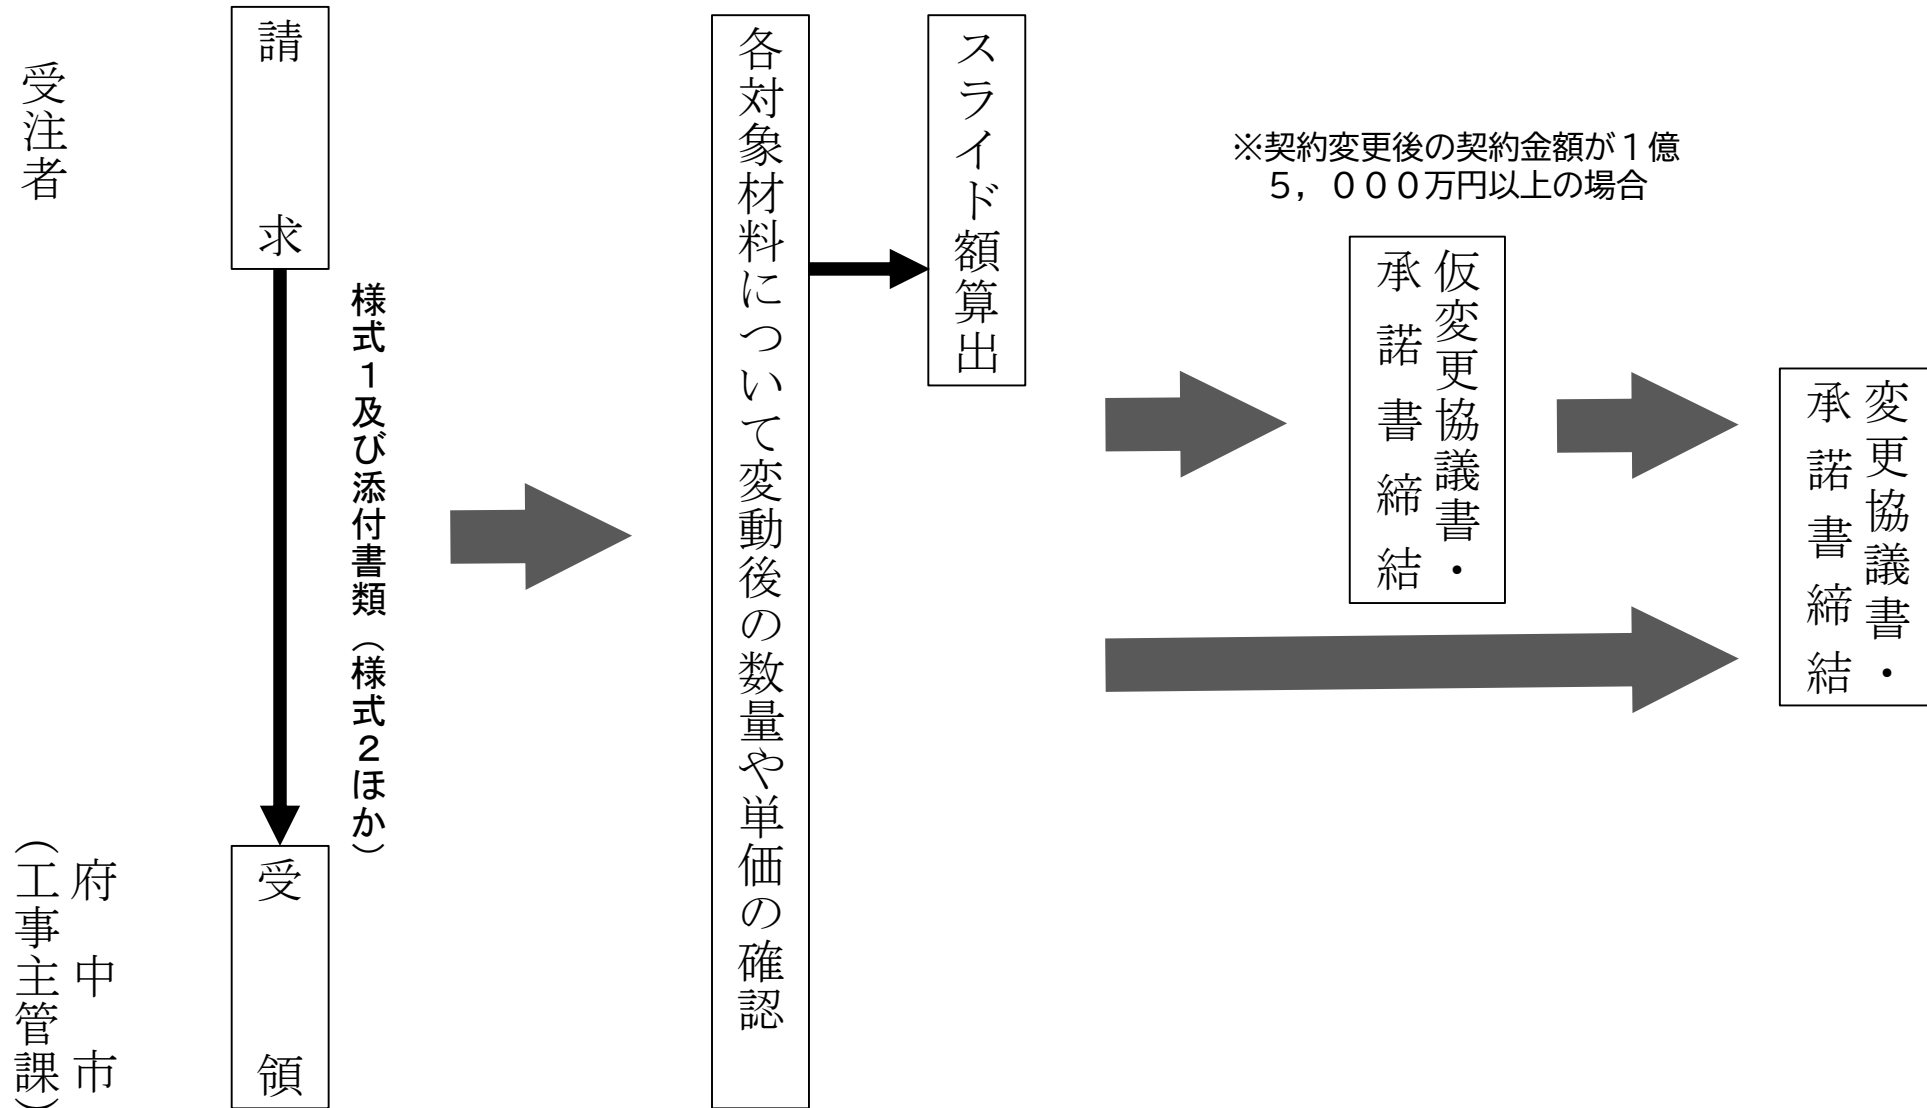 受注者
府中市
（工事主管課）
請求
様式１及び添付書類（様式２ほか）
受領
各対象材料について変動後の数量や単価の確認
スライド額算出
※契約変更後の契約金額が１億
５，０００万円以上の場合
仮変更協議書・
承諾書締結
変更協議書・
承諾書締結